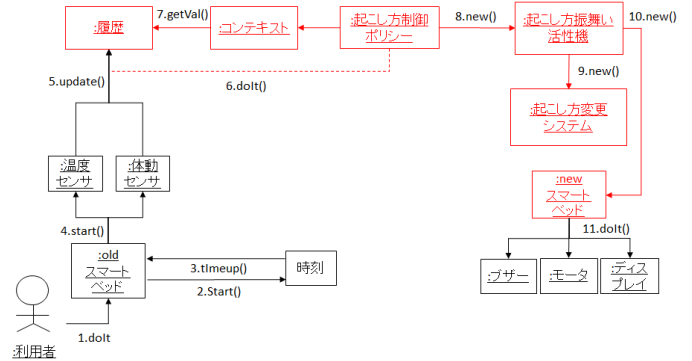 7.getVal()
8.new()
10.new()
:履歴
:コンテキスト
:起こし方制御
ポリシー
:起こし方振舞い
活性機
5.update()
6.doIt()
9.new()
:起こし方変更
システム
:温度
センサ
:体動
センサ
:new
スマート
ベッド
4.start()
11.doIt()
:old
スマート
ベッド
3.tImeup()
時刻
2.Start()
:ブザー
:モータ
:ディス
プレイ
1.doIt
:利用者